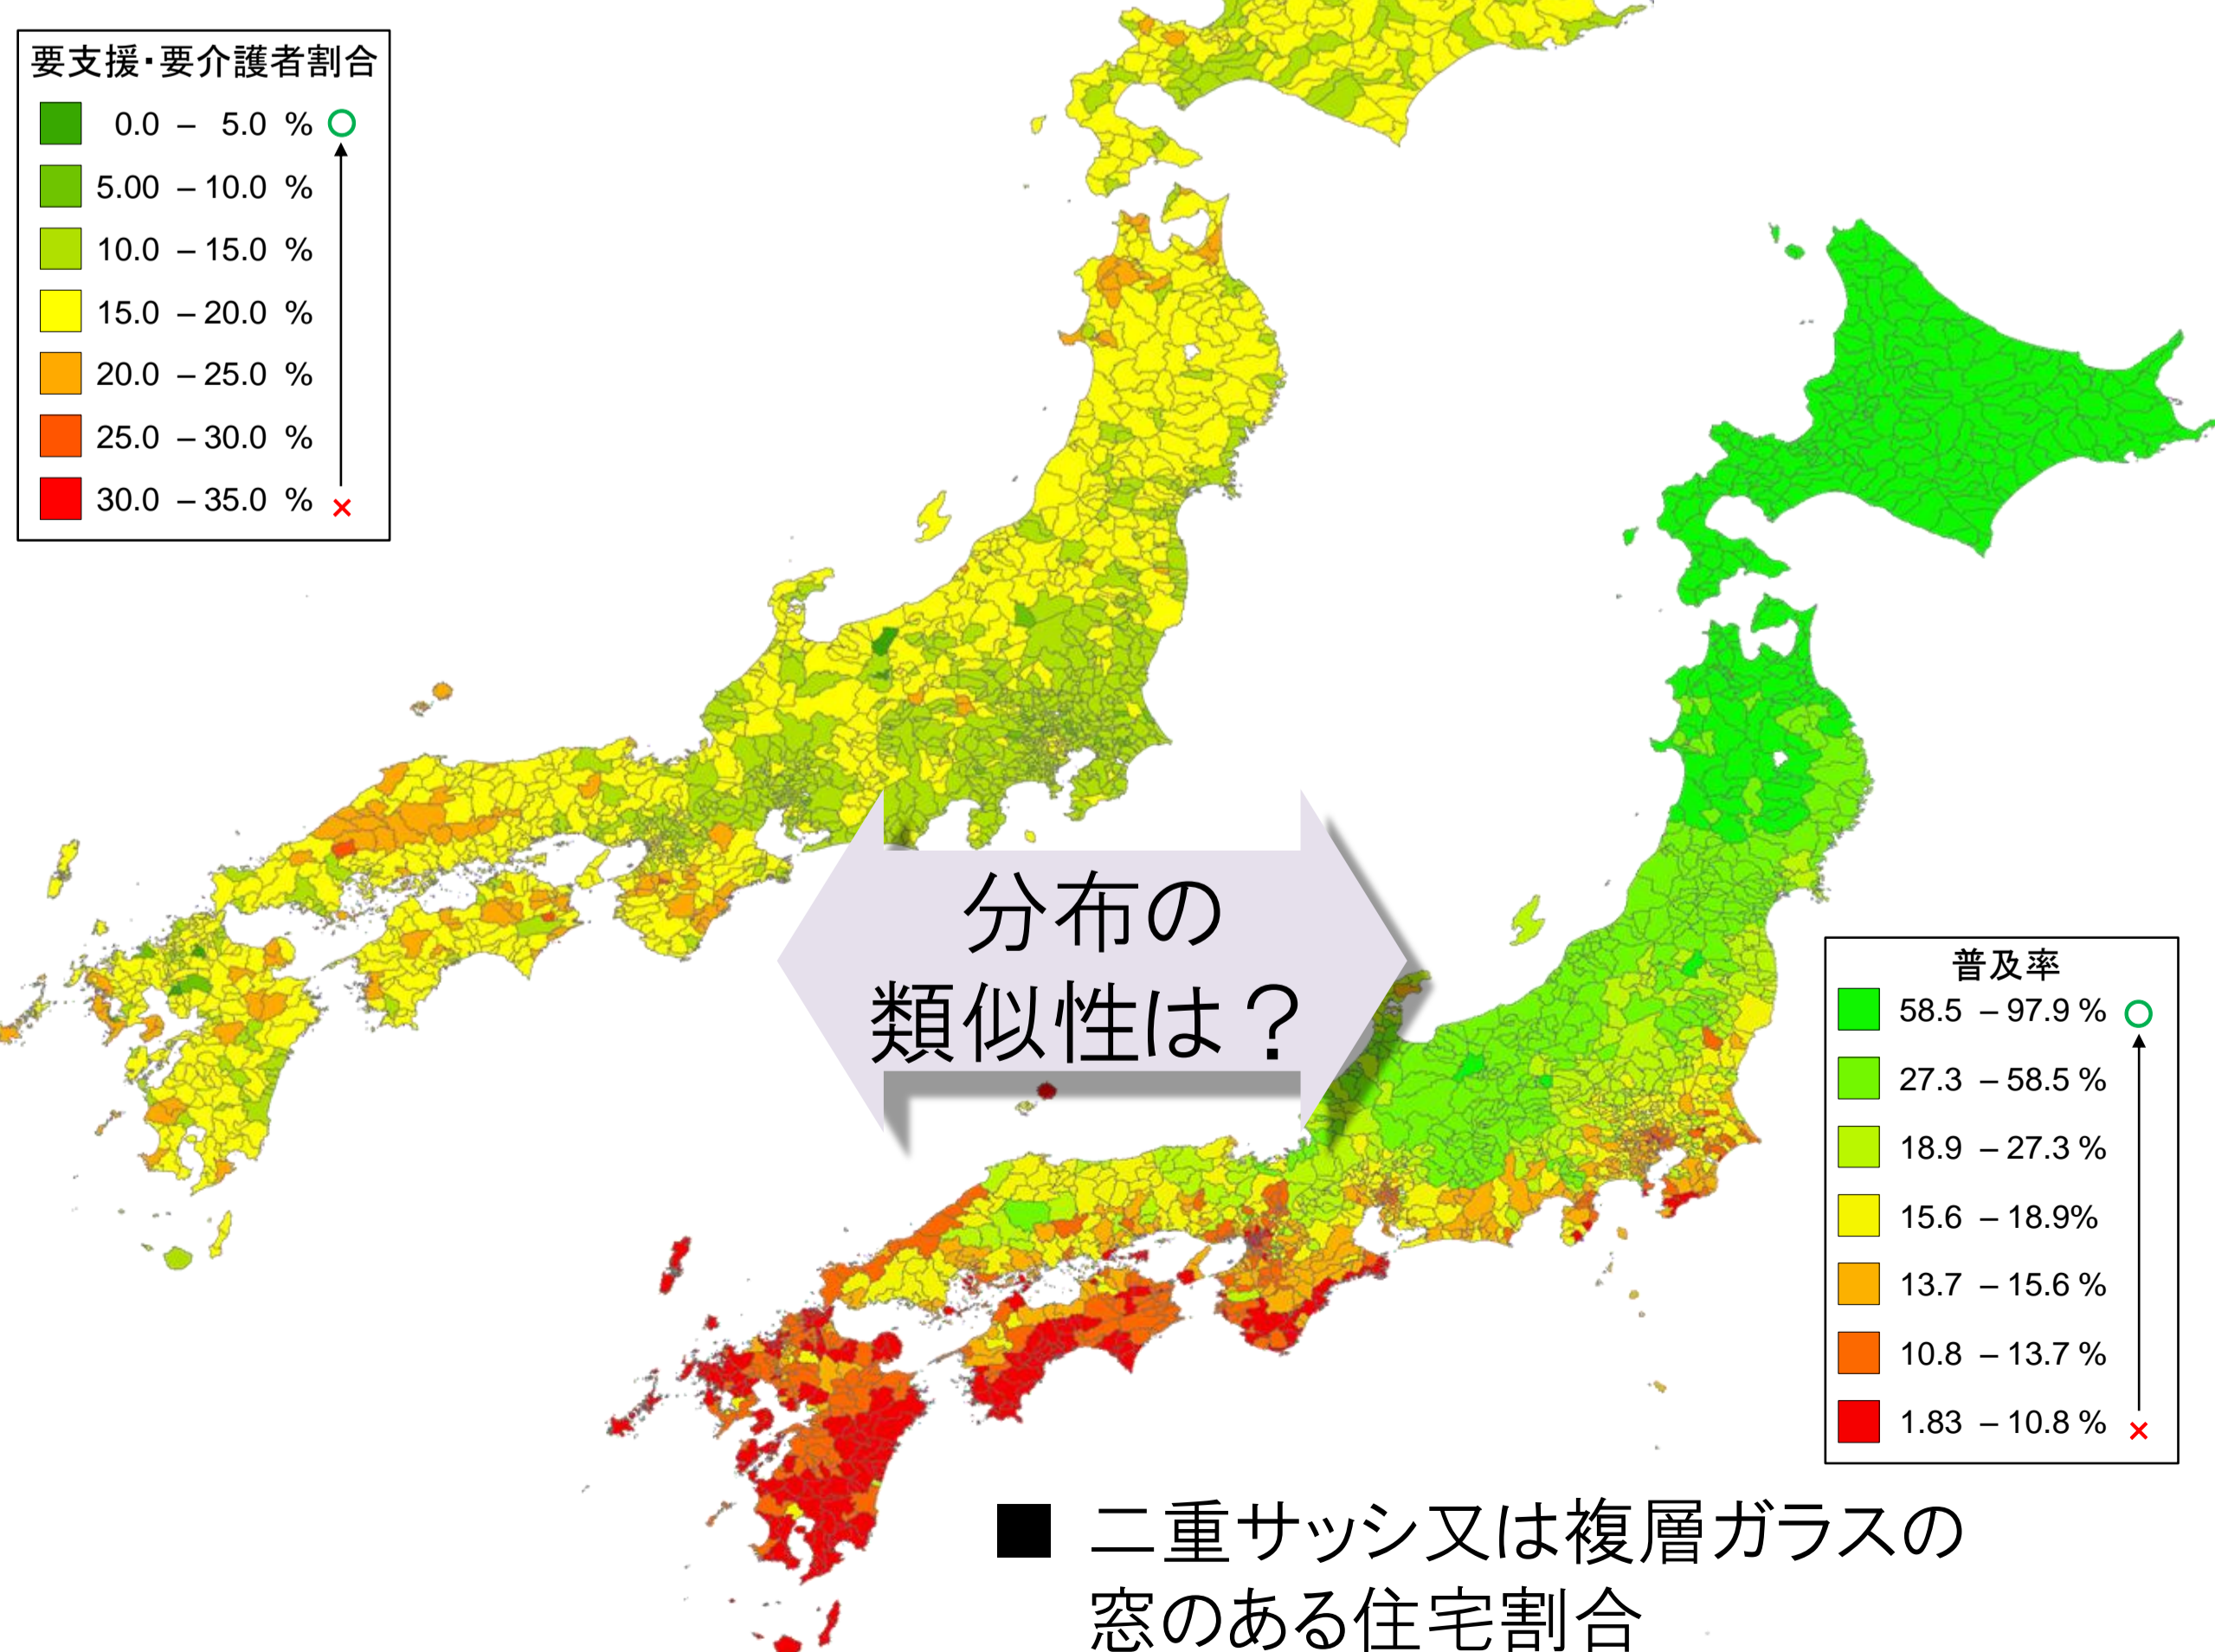 要支援・要介護者割合
0.0 – 5.0 % ○
5.00 – 10.0 %
10.0 – 15.0 %
15.0 – 20.0 %
20.0 – 25.0 %
25.0 – 30.0 %
30.0 – 35.0 % ×
分布の
類似性は？
普及率
58.5 – 97.9 % ○
27.3 – 58.5 %
18.9 – 27.3 %
15.6 – 18.9%
13.7 – 15.6 %
10.8 – 13.7 %
1.83 – 10.8 % ×
■ 二重サッシ又は複層ガラスの
窓のある住宅割合